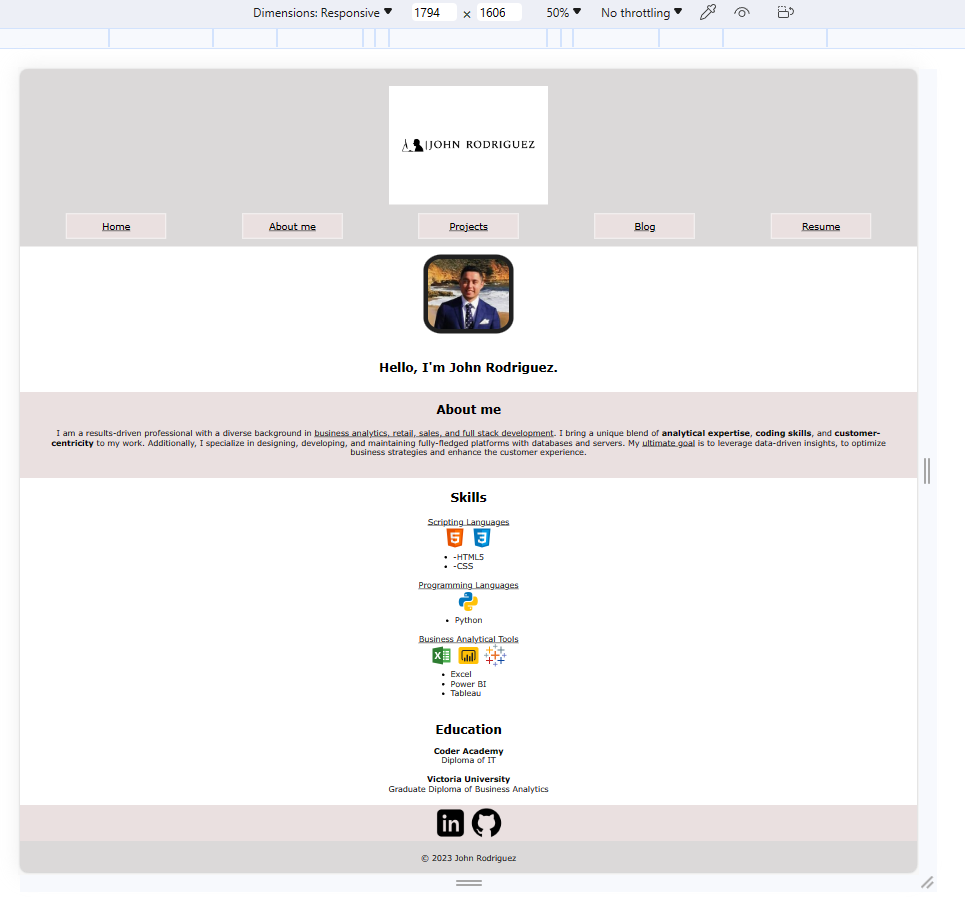 Dimensions: Responsive 1794 × 1606 50% No throttling
JOHN RODRIGUEZ
Home About me Projects Blog Resume
Hello, I'm John Rodriguez.
About me
I am a results-driven professional with a diverse background in business analytics, retail, sales, and full stack development. I bring a unique blend of analytical expertise, coding skills, and customer-
centricity to my work. Additionally, I specialize in designing, developing, and maintaining fully-fledged platforms with databases and servers. My ultimate goal is to leverage data-driven insights, to optimize
business strategies and enhance the customer experience.
Skills
Scripting Languages
5 3
• -HTML5
• -CSS
Programming Languages
• Python
Business Analytical Tools
X
• Excel
• Power BI
• Tableau
Education
Coder Academy
Diploma of IT
Victoria University
Graduate Diploma of Business Analytics
in
© 2023 John Rodriguez